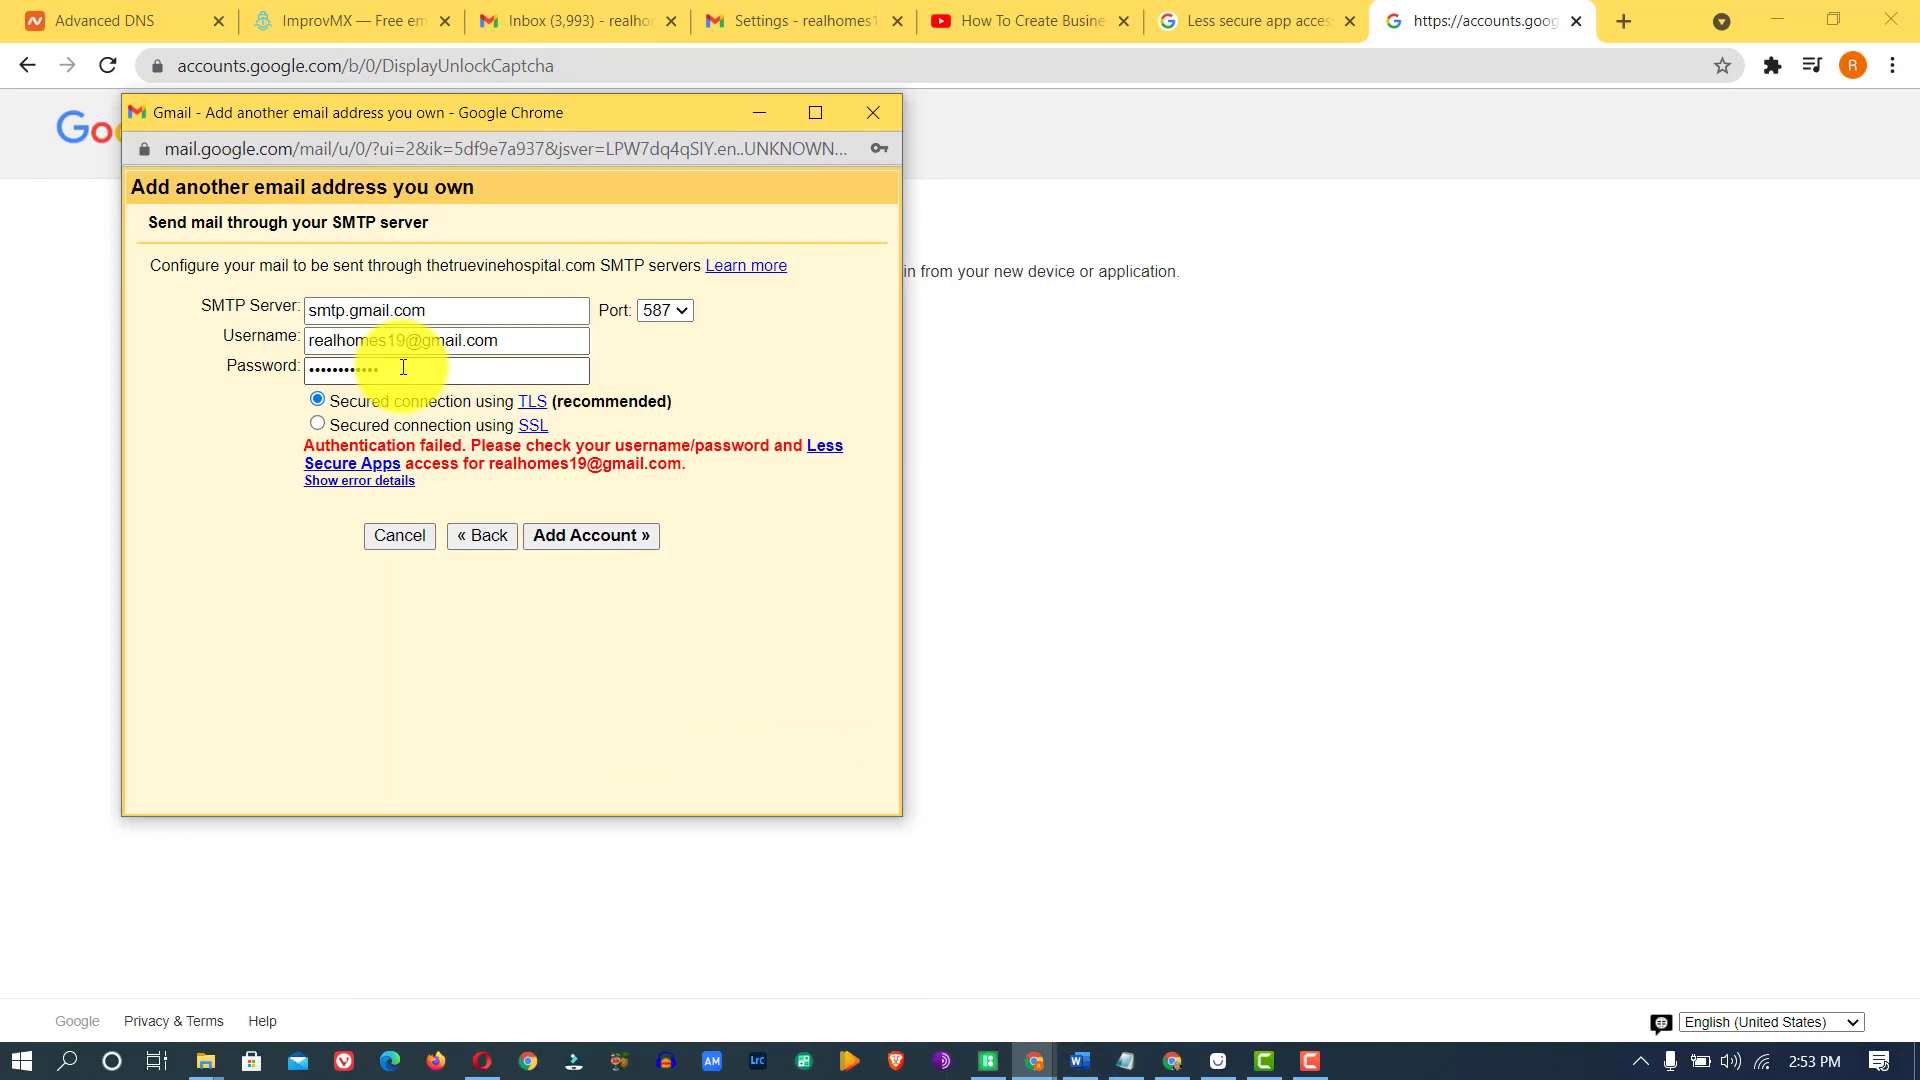 Advanced DNS
ImprovMX — Free em
Inbox (3,993) - realhor
Settings - realhomes1
How To Create Busine
Less secure app acces
https://accounts.goog
accounts.google.com/b/0/DisplayUnlockCaptcha
R
Goo
Gmail - Add another email address you own - Google Chrome
mail.google.com/mail/u/0/?ui=2&ik=5df9e7a937&jsver=LPW7dq4qSIY.en..UNKNOWN...
Add another email address you own
Send mail through your SMTP server
Configure your mail to be sent through thetruevinehospital.com SMTP servers Learn more
in from your new device or application.
SMTP Server: smtp.gmail.com Port: 587
Username: realhomes19@gmail.com
Password: ••••••••••••
Secured connection using TLS (recommended)
Secured connection using SSL
Authentication failed. Please check your username/password and Less
Secure Apps access for realhomes19@gmail.com.
Show error details
Cancel « Back Add Account »
Google Privacy & Terms Help English (United States)
AM Lrc
2:53 PM